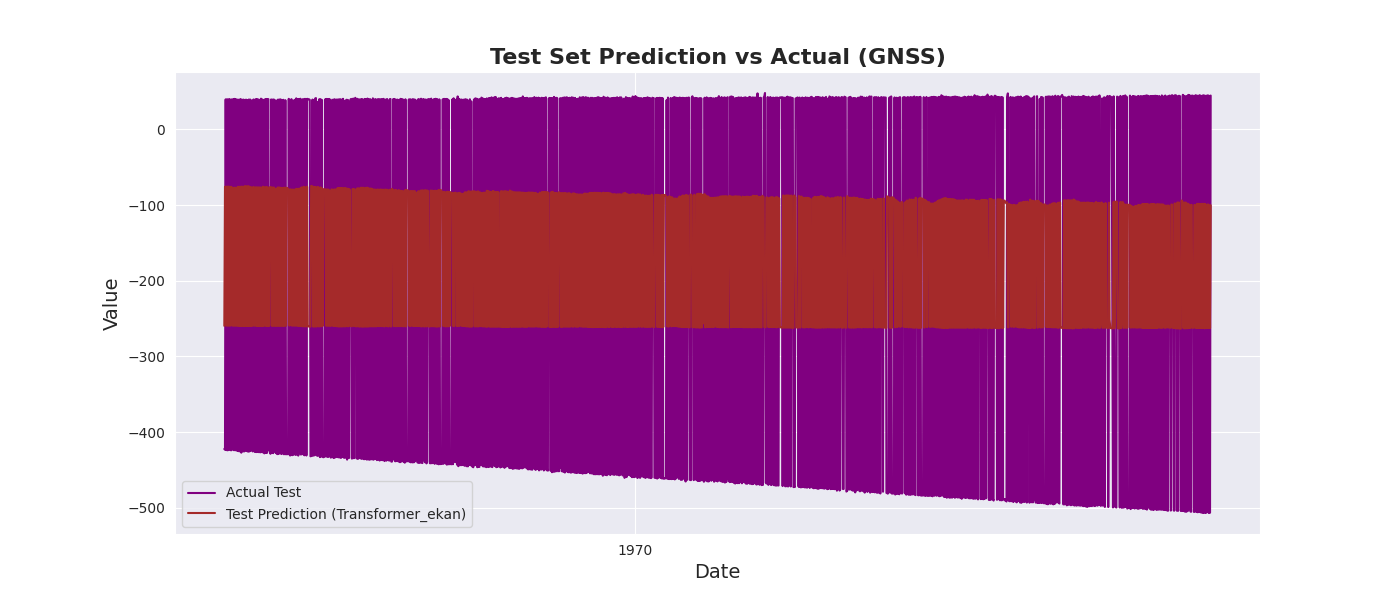 Test Set Prediction vs Actual (GNSS)
Value
0
−100
−200
−300
−400
−500
Actual Test
Test Prediction (Transformer_ekan)
1970
Date